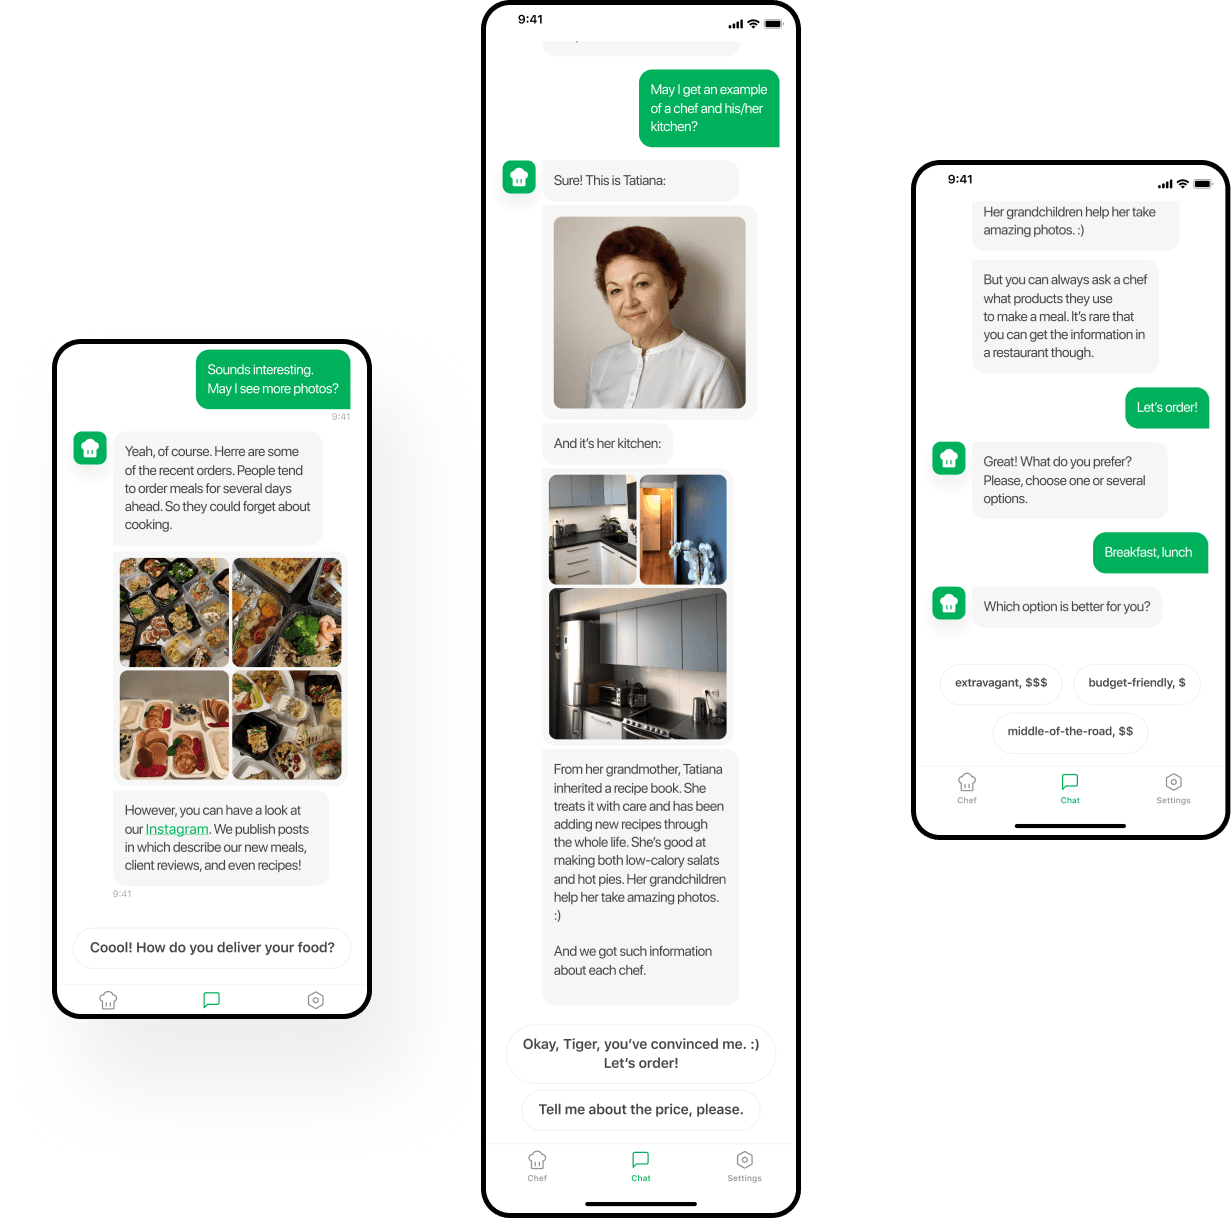 Sounds interesting.
May I see more photos?
9:41
Yeah, of course. Herre are some
of the recent orders. People tend
to order meals for several days
ahead. So they could forget about
cooking.
However, you can have a look at
our Instagram. We publish posts
in which describe our new meals,
client reviews, and even recipes!
9:41
Coool! How do you deliver your food?
9:41
May I get an example
of a chef and his/her
kitchen?
Sure! This is Tatiana:
And it's her kitchen:
From her grandmother, Tatiana
inherited a recipe book. She
treats it with care and has been
adding new recipes through
the whole life. She's good at
making both low-calory salats
and hot pies. Her grandchildren
help her take amazing photos.
:)
And we got such information
about each chef.
Okay, Tiger, you've convinced me. :)
Let's order!
Tell me about the price, please.
Chef
Chat
Settings
9:41
Her grandchildren help her take
amazing photos. :)
But you can always ask a chef
what products they use
to make a meal. It's rare that
you can get the information in
a restaurant though.
Let's order!
Great! What do you prefer?
Please, choose one or several
options.
Breakfast, lunch
Which option is better for you?
extravagant, $$$
budget-friendly, $
middle-of-the-road, $$
Chef
Chat
Settings